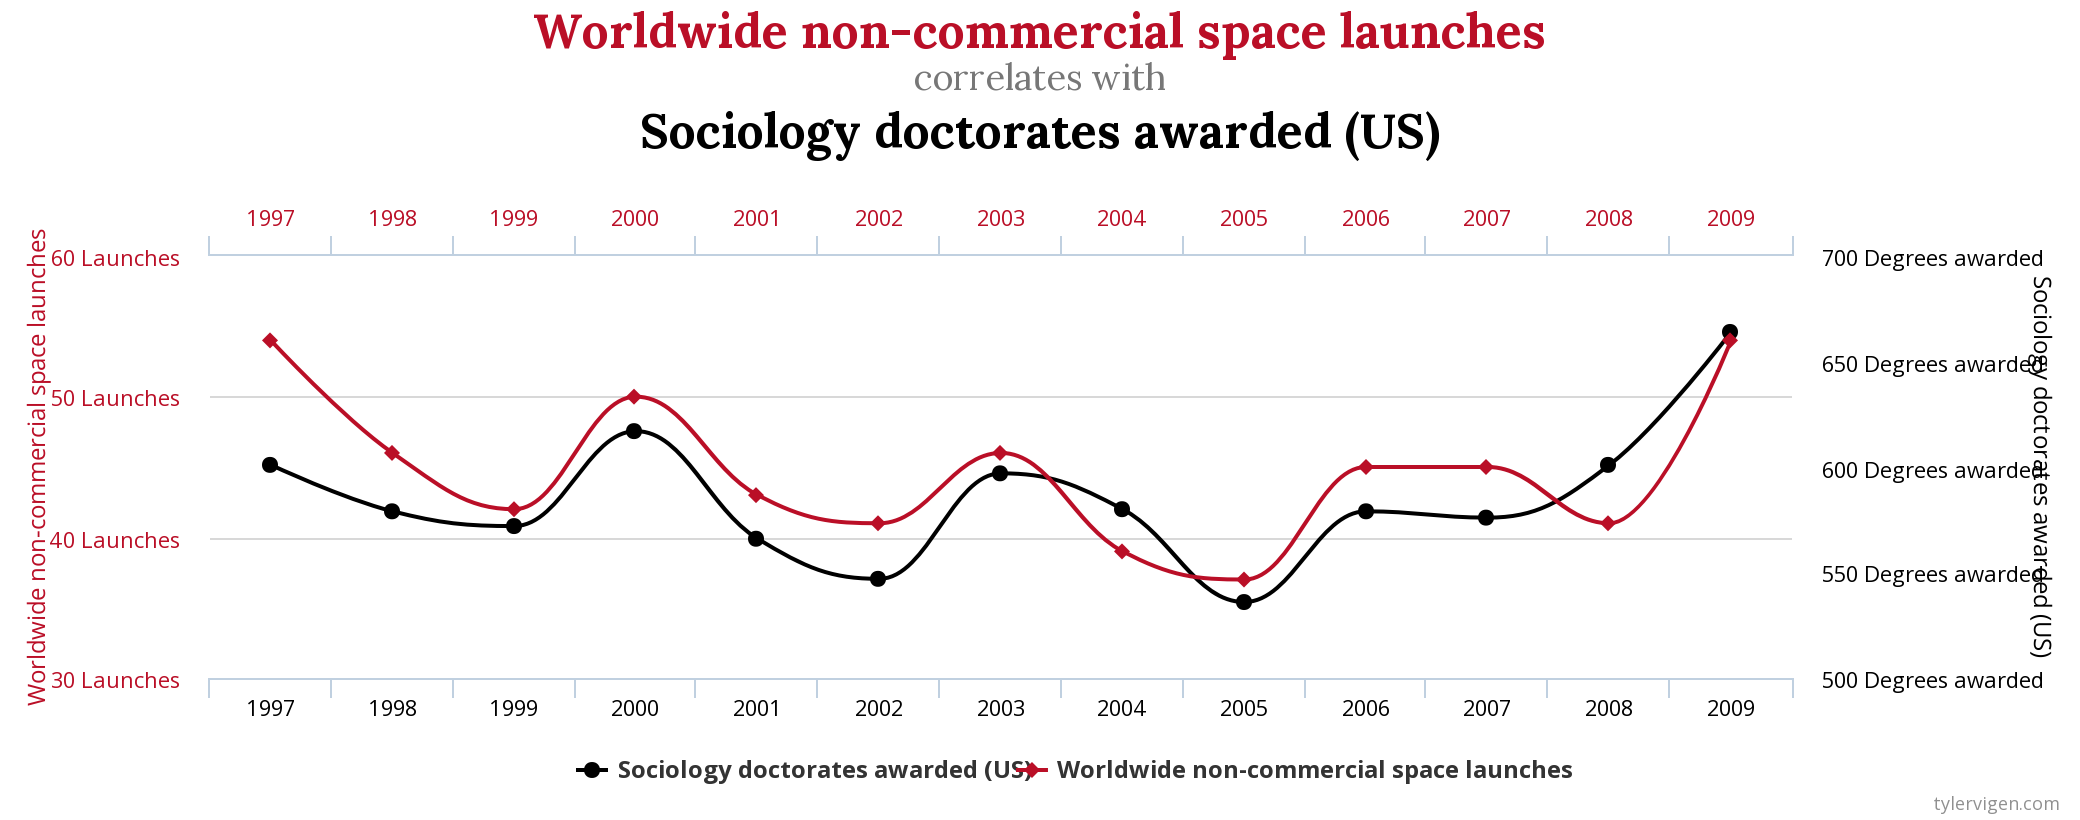 Worldwide non-commercial space launches
correlates with
Sociology doctorates awarded (US)
1997 1998 1999 2000 2001 2002 2003 2004 2005 2006 2007 2008 2009
Worldwide non-commercial space launches
60 Launches
50 Launches
40 Launches
30 Launches
700 Degrees awarded
650 Degrees awarded
600 Degrees awarded
550 Degrees awarded
500 Degrees awarded
Sociology doctorates awarded (US)
1997 1998 1999 2000 2001 2002 2003 2004 2005 2006 2007 2008 2009
Sociology doctorates awarded (US) Worldwide non-commercial space launches
tylervigen.com